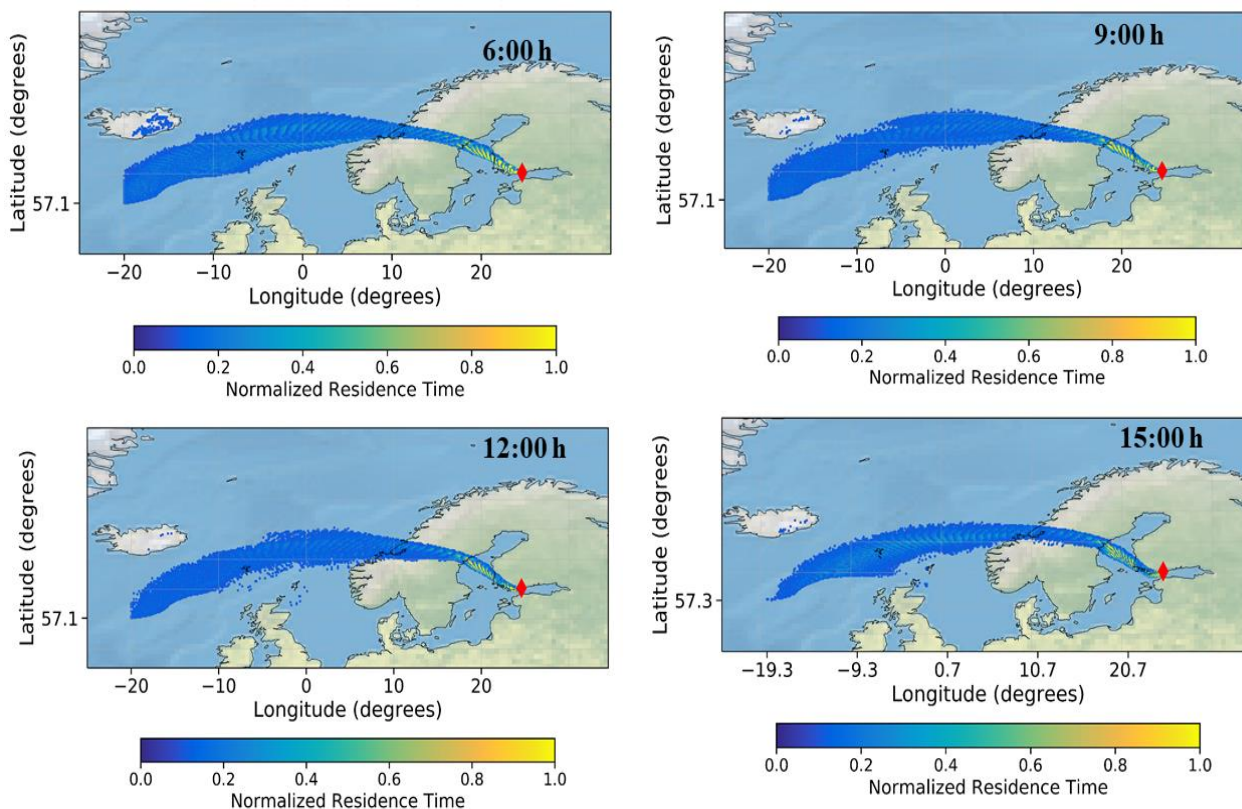 6:00 h
Latitude (degrees)
57.1
−20 −10 0 10 20
Longitude (degrees)
0.0 0.2 0.4 0.6 0.8 1.0
Normalized Residence Time
9:00 h
Latitude (degrees)
57.1
−20 −10 0 10 20
Longitude (degrees)
0.0 0.2 0.4 0.6 0.8 1.0
Normalized Residence Time
12:00 h
Latitude (degrees)
57.1
−20 −10 0 10 20
Longitude (degrees)
0.0 0.2 0.4 0.6 0.8 1.0
Normalized Residence Time
15:00 h
Latitude (degrees)
57.3
−19.3 −9.3 0.7 10.7 20.7
Longitude (degrees)
0.0 0.2 0.4 0.6 0.8 1.0
Normalized Residence Time